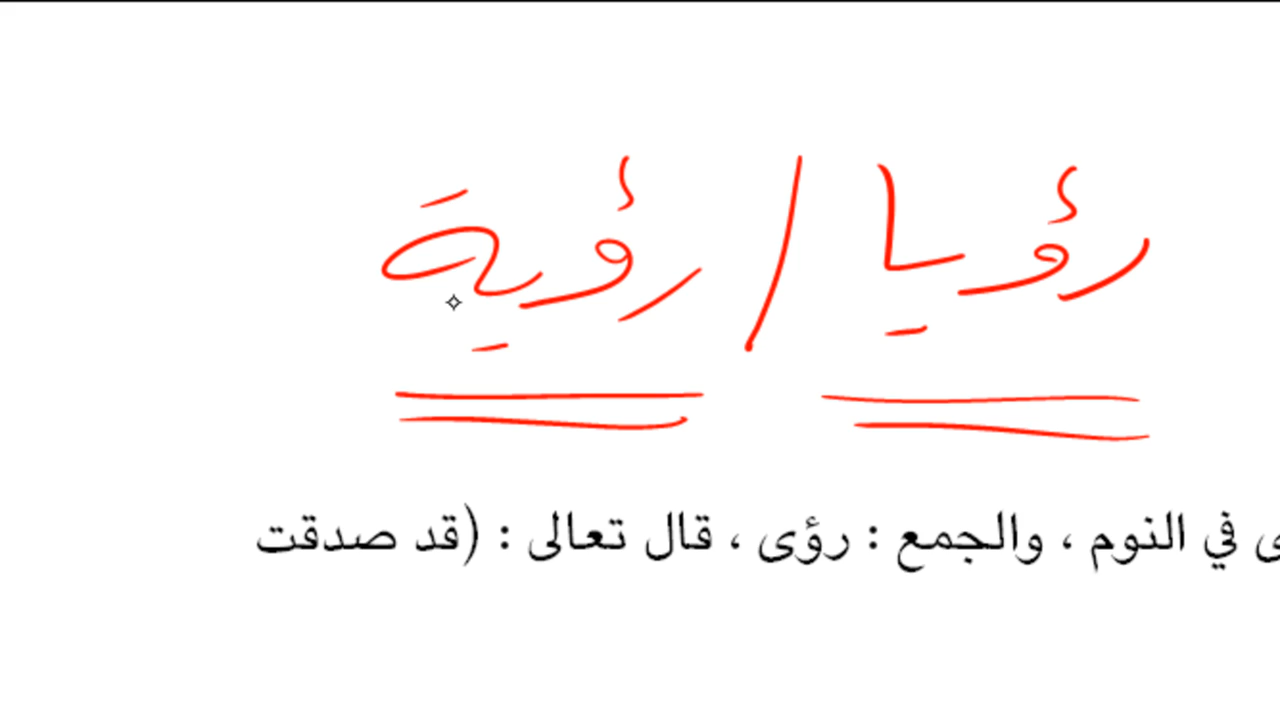 رؤيا / رؤية
في النوم ، والجمع : رؤى ، قال تعالى : (قد صدقت